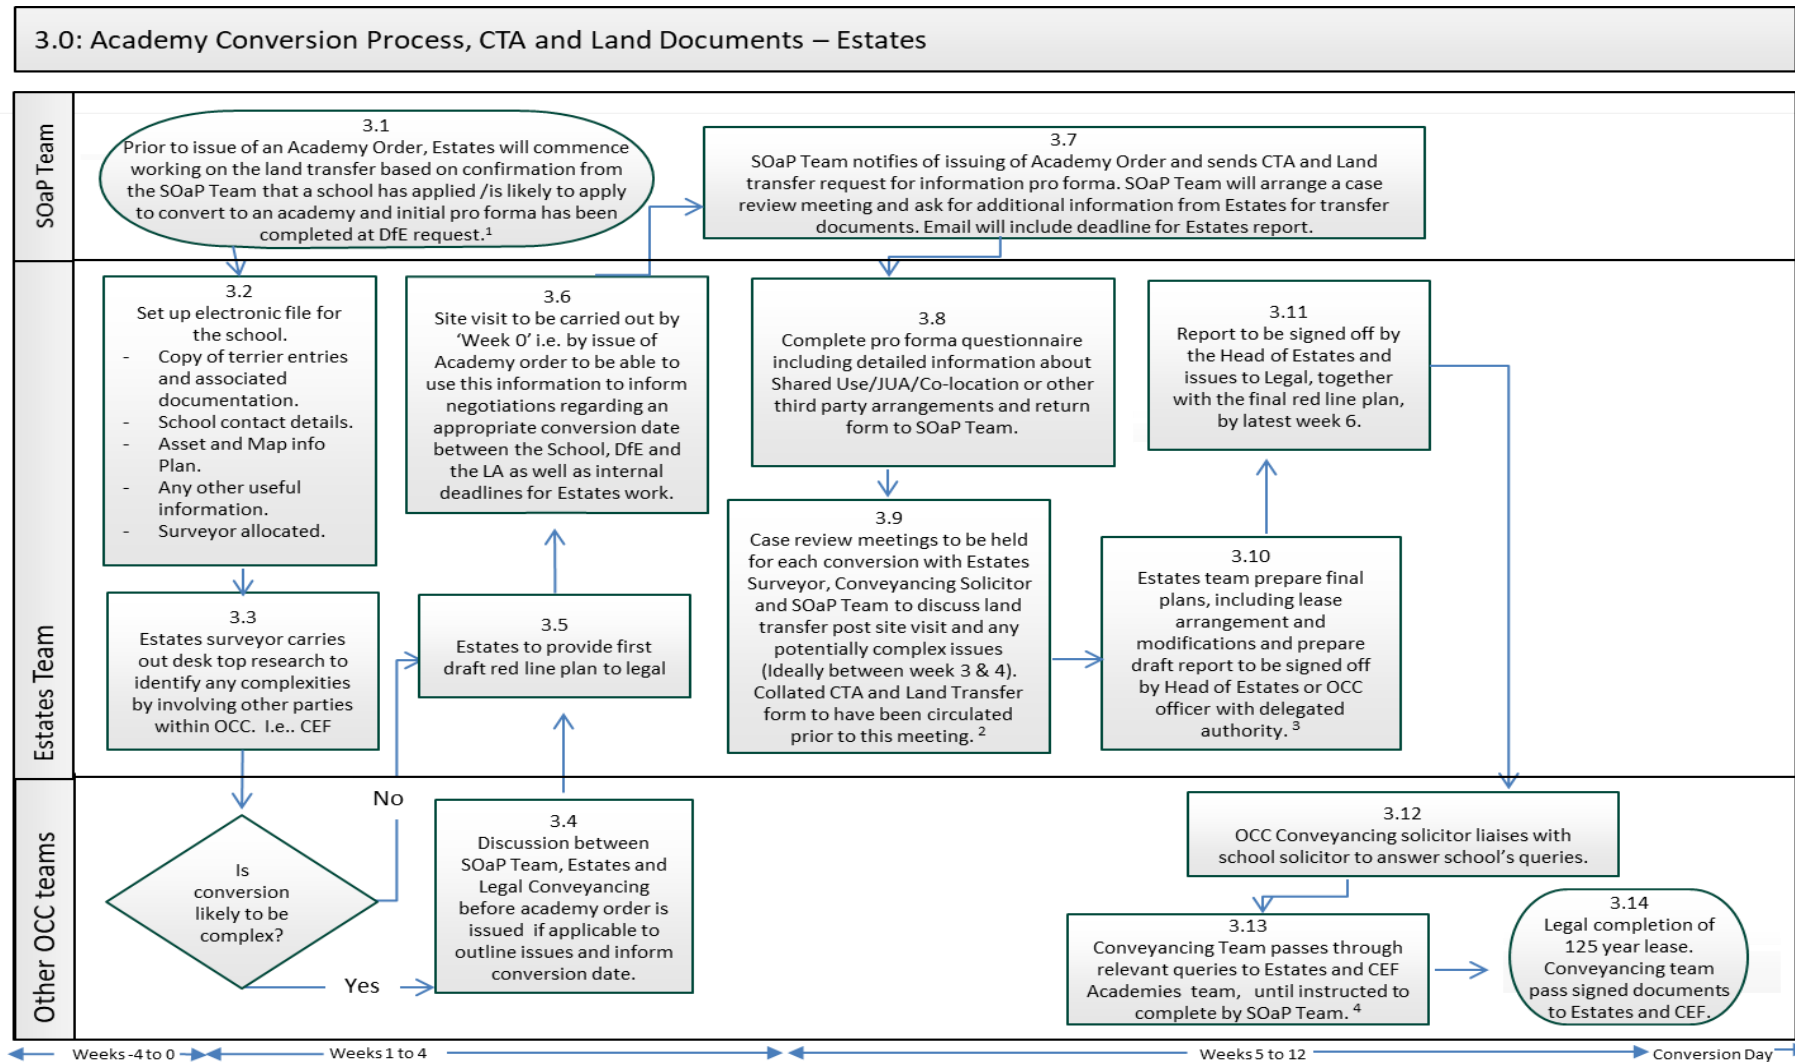 3.0: Academy Conversion Process, CTA and Land Documents – Estates
SOaP Team
3.1
Prior to issue of an Academy Order, Estates will commence
working on the land transfer based on confirmation from
the SOaP Team that a school has applied /is likely to apply
to convert to an academy and initial pro forma has been
completed at DfE request.1
3.7
SOaP Team notifies of issuing of Academy Order and sends CTA and Land
transfer request for information pro forma. SOaP Team will arrange a case
review meeting and ask for additional information from Estates for transfer
documents. Email will include deadline for Estates report.
Estates Team
3.2
Set up electronic file for
the school.
- Copy of terrier entries
and associated
documentation.
- School contact details.
- Asset and Map info
Plan.
- Any other useful
information.
- Surveyor allocated.
3.3
Estates surveyor carries
out desk top research to
identify any complexities
by involving other parties
within OCC. I.e.. CEF
3.6
Site visit to be carried out by
‘Week 0’ i.e. by issue of
Academy order to be able to
use this information to inform
negotiations regarding an
appropriate conversion date
between the School, DfE and
the LA as well as internal
deadlines for Estates work.
3.5
Estates to provide first
draft red line plan to legal
3.8
Complete pro forma questionnaire
including detailed information about
Shared Use/JUA/Co-location or other
third party arrangements and return
form to SOaP Team.
3.9
Case review meetings to be held
for each conversion with Estates
Surveyor, Conveyancing Solicitor
and SOaP Team to discuss land
transfer post site visit and any
potentially complex issues
(Ideally between week 3 & 4).
Collated CTA and Land Transfer
form to have been circulated
prior to this meeting. 2
3.11
Report to be signed off by
the Head of Estates and
issues to Legal, together
with the final red line plan,
by latest week 6.
3.10
Estates team prepare final
plans, including lease
arrangement and
modifications and prepare
draft report to be signed off
by Head of Estates or OCC
officer with delegated
authority. 3
Other OCC teams
Is
conversion
likely to be
complex?
No
Yes
3.4
Discussion between
SOaP Team, Estates and
Legal Conveyancing
before academy order is
issued if applicable to
outline issues and inform
conversion date.
3.12
OCC Conveyancing solicitor liaises with
school solicitor to answer school’s queries.
3.13
Conveyancing Team passes through
relevant queries to Estates and CEF
Academies team, until instructed to
complete by SOaP Team. 4
3.14
Legal completion of
125 year lease.
Conveyancing team
pass signed documents
to Estates and CEF.
Weeks -4 to 0
Weeks 1 to 4
Weeks 5 to 12
Conversion Day